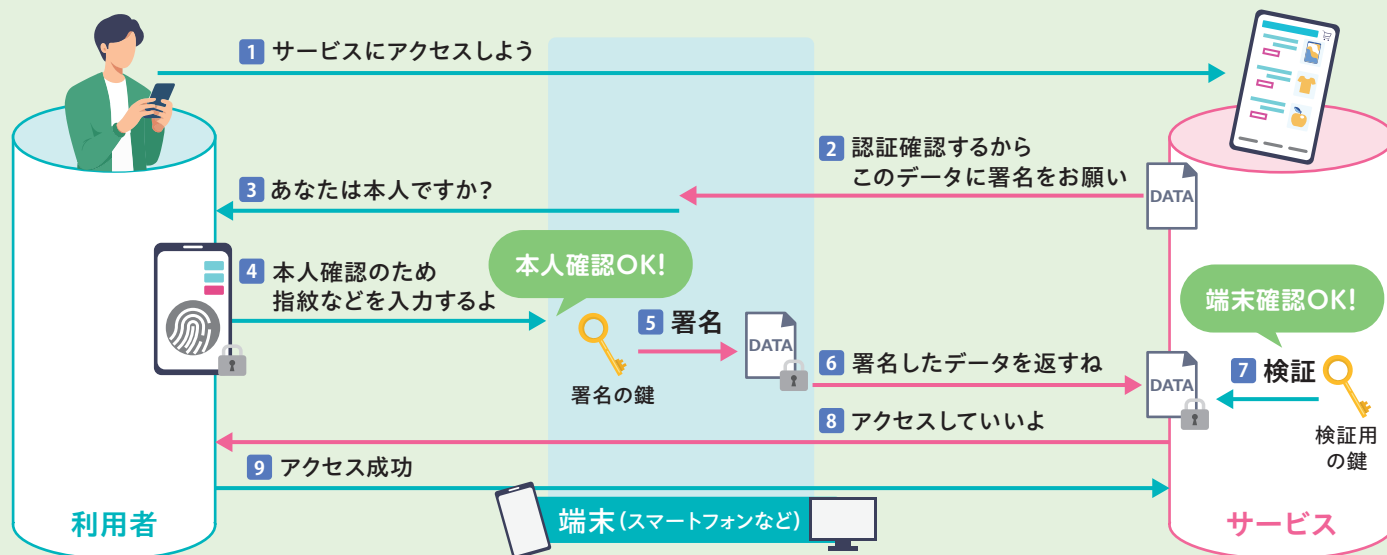 1 サービスにアクセスしよう
2 認証確認するから
このデータに署名をお願い
DATA
3 あなたは本人ですか?
4 本人確認のため
指紋などを入力するよ
本人確認OK!
署名の鍵
5 署名
DATA
6 署名したデータを返すね
DATA
端末確認OK!
7 検証
検証用
の鍵
8 アクセスしていいよ
9 アクセス成功
利用者
端末(スマートフォンなど)
サービス